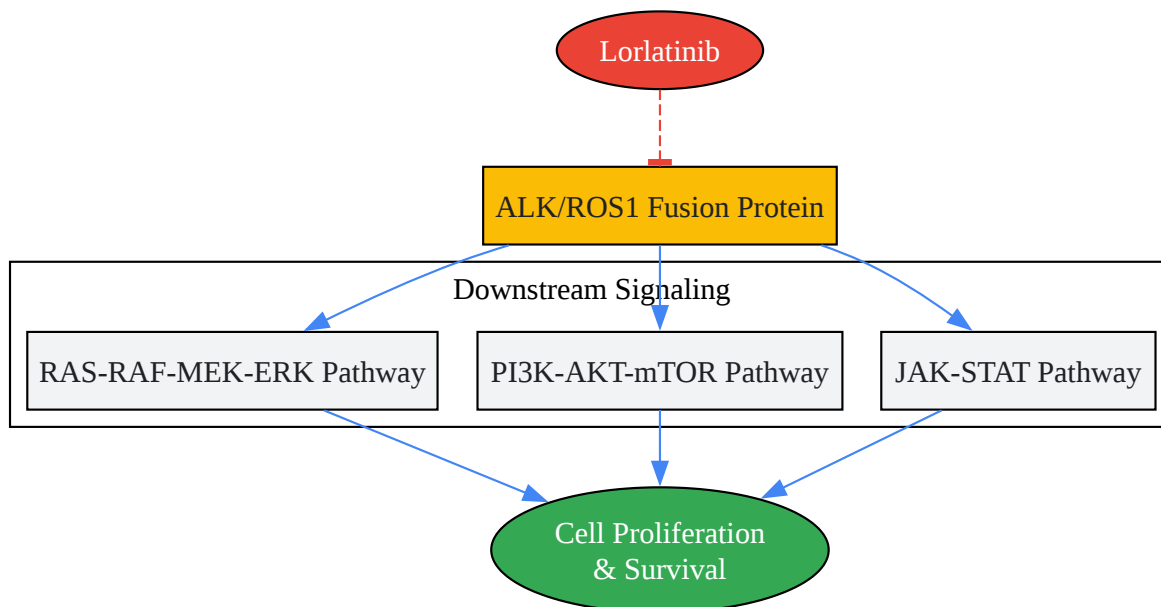 Lorlatinib
ALK/ROS1 Fusion Protein
Downstream Signaling
RAS-RAF-MEK-ERK Pathway
PI3K-AKT-mTOR Pathway
JAK-STAT Pathway
Cell Proliferation
& Survival